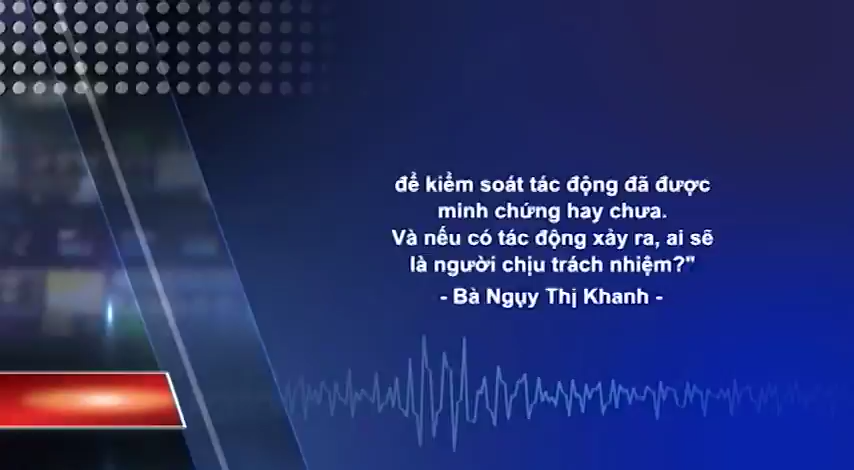 để kiểm soát tác động đã được
minh chứng hay chưa.
Và nếu có tác động xảy ra, ai sẽ
là người chịu trách nhiệm?"
- Bà Ngụy Thị Khanh -